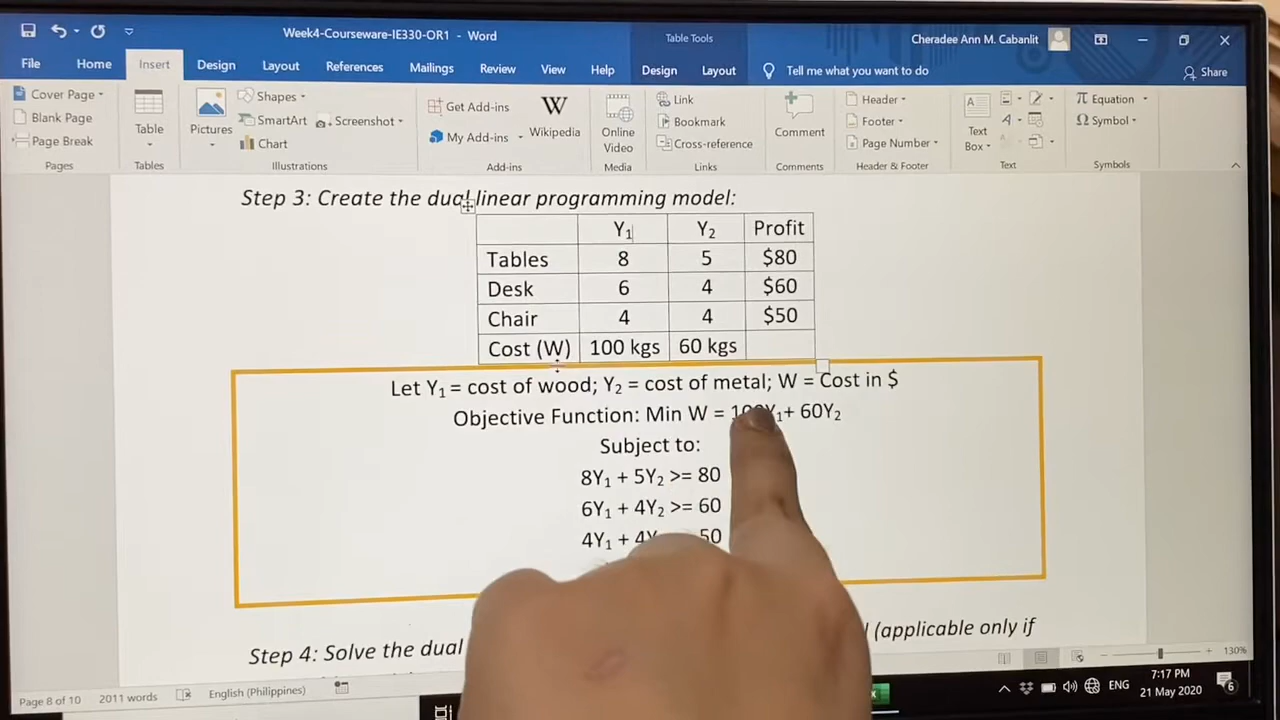 Week4-Courseware-IE330-OR1 - Word
Table Tools
Cheradee Ann M. Cabanlit
File Home Insert Design Layout References Mailings Review View Help Design Layout Tell me what you want to do Share
Cover Page
Blank Page
Page Break
Pages
Table
Tables
Pictures
Shapes
SmartArt
Chart
Screenshot
Illustrations
Get Add-ins
My Add-ins
Wikipedia
Add-ins
Online
Video
Media
Link
Bookmark
Cross-reference
Links
Comment
Comments
Header
Footer
Page Number
Header & Footer
Text
Box
Text
Equation
Symbol
Symbols
Step 3: Create the dual linear programming model:
Y₁ Y₂ Profit
Tables 8 5 $80
Desk 6 4 $60
Chair 4 4 $50
Cost (W) 100 kgs 60 kgs
Let Y₁ = cost of wood; Y₂ = cost of metal; W = Cost in $
Objective Function: Min W = 100Y₁+ 60Y₂
Subject to:
8Y₁ + 5Y₂ >= 80
6Y₁ + 4Y₂ >= 60
4Y₁ + 4Y 50
Step 4: Solve the dual (applicable only if
Page 8 of 10 2011 words English (Philippines) 130%
ENG
7:17 PM
21 May 2020
6